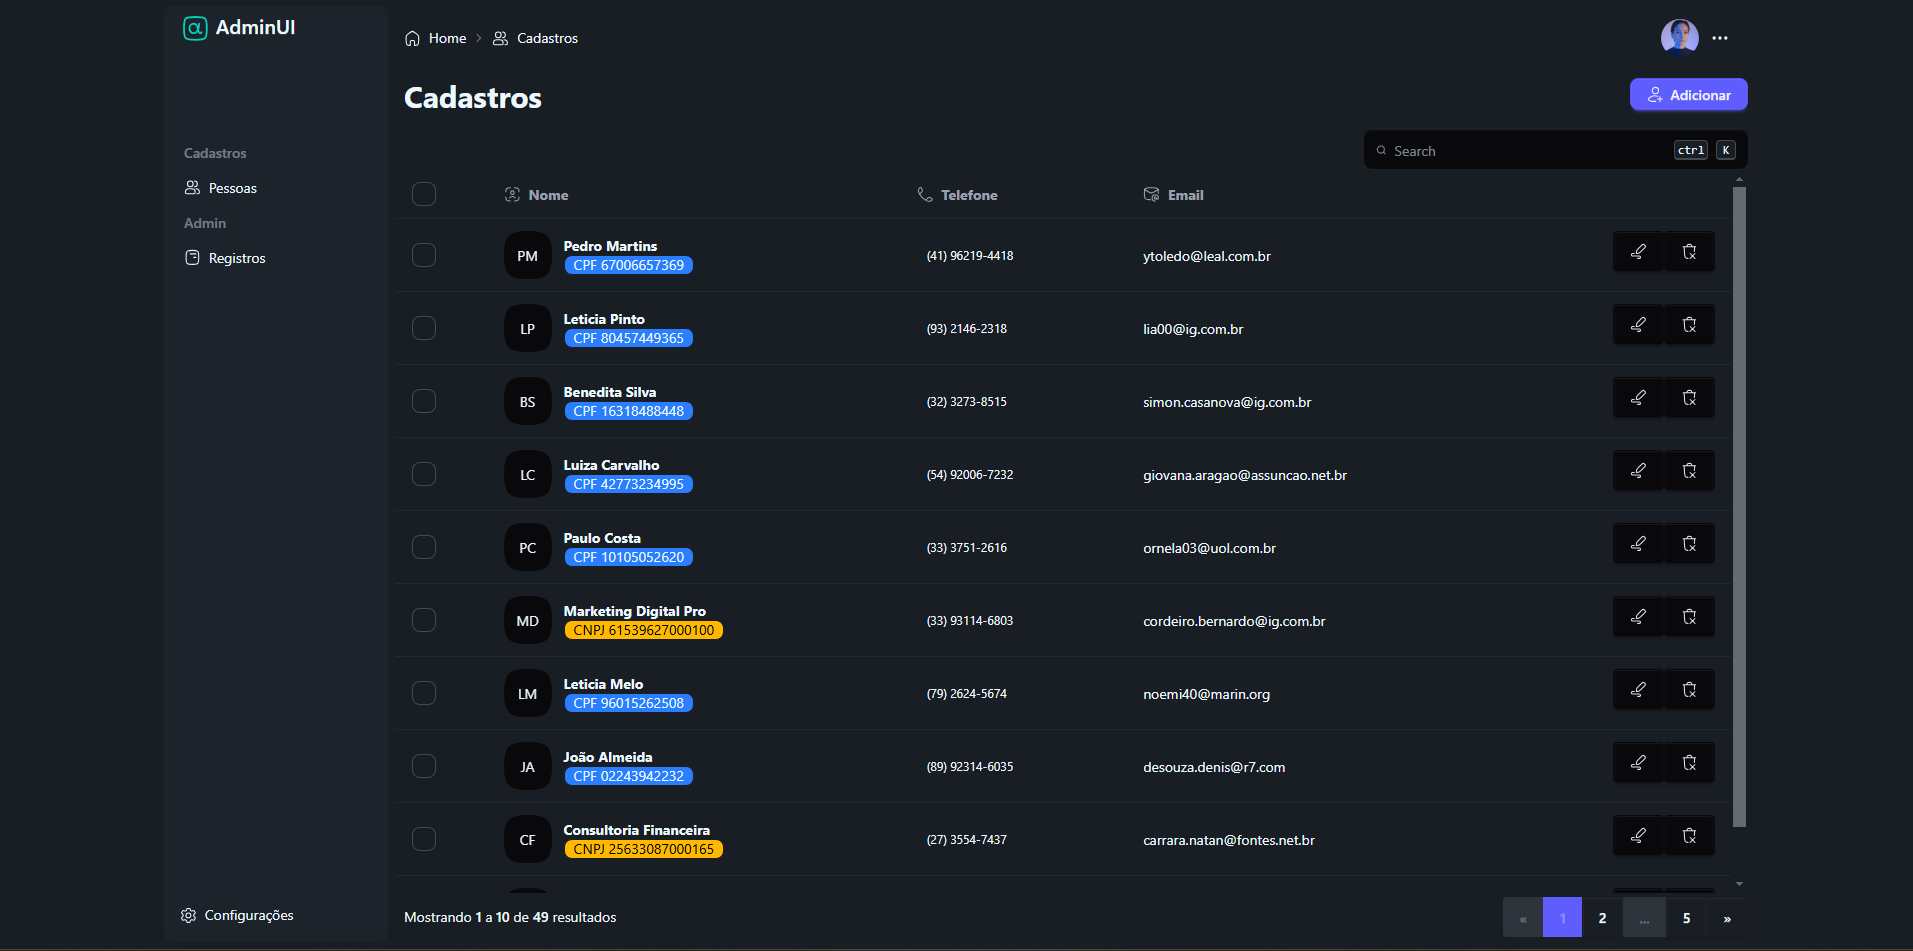 AdminUI
Cadastros
Pessoas
Admin
Registros
Configurações
Home
Cadastros
Cadastros
Adicionar
Search
ctrl K
Nome Telefone Email
PM Pedro Martins
CPF 67006657369
(41) 96219-4418
ytoledo@leal.com.br
LP Leticia Pinto
CPF 80457449365
(93) 2146-2318
lia00@ig.com.br
BS Benedita Silva
CPF 16318488448
(32) 3273-8515
simon.casanova@ig.com.br
LC Luiza Carvalho
CPF 42773234995
(54) 92006-7232
giovana.aragao@assuncao.net.br
PC Paulo Costa
CPF 10105052620
(33) 3751-2616
ornela03@uol.com.br
MD Marketing Digital Pro
CNPJ 61539627000100
(33) 93114-6803
cordeiro.bernardo@ig.com.br
LM Leticia Melo
CPF 96015262508
(79) 2624-5674
noemi40@marin.org
JA João Almeida
CPF 02243942232
(89) 92314-6035
desouza.denis@r7.com
CF Consultoria Financeira
CNPJ 25633087000165
(27) 3554-7437
carrara.natan@fontes.net.br
Mostrando 1 a 10 de 49 resultados
« 1 2 ... 5 »